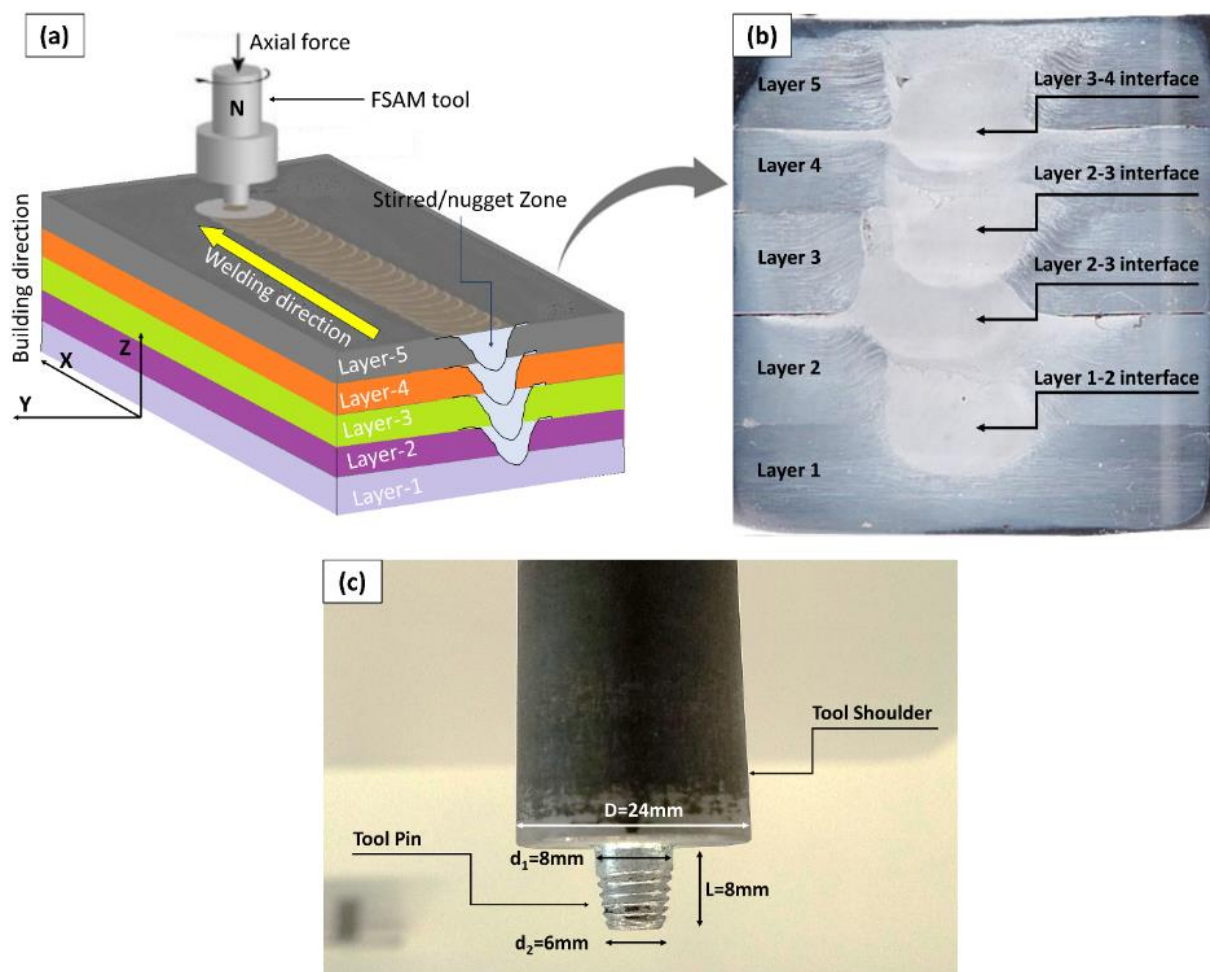 (a)
Axial force
N
FSAM tool
Stirred/nugget Zone
Welding direction
Building direction
Z
X
Y
Layer-5
Layer-4
Layer-3
Layer-2
Layer-1
(b)
Layer 5
Layer 4
Layer 3
Layer 2
Layer 1
Layer 3-4 interface
Layer 2-3 interface
Layer 2-3 interface
Layer 1-2 interface
(c)
Tool Shoulder
D=24mm
Tool Pin
d₁=8mm
L=8mm
d₂=6mm